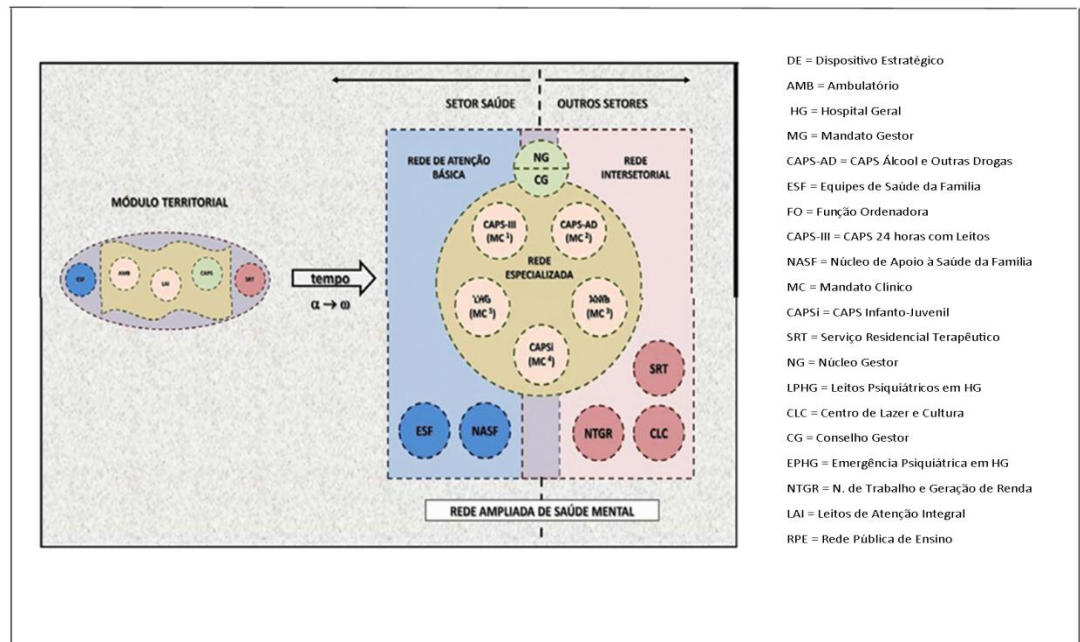 SETOR SAÚDE
OUTROS SETORES
REDE DE ATENÇÃO
BÁSICA
NG
CG
REDE
INTERSETORIAL
MÓDULO TERRITORIAL
ESF
AMB
LAI
CAPS
SRT
tempo
α → ω
CAPS-III
(MC ¹)
CAPS-AD
(MC ²)
REDE
ESPECIALIZADA
(MC ⁵)
(MC ³)
CAPSi
(MC ⁴)
SRT
ESF
NASF
NTGR
CLC
REDE AMPLIADA DE SAÚDE MENTAL
DE = Dispositivo Estratégico
AMB = Ambulatório
HG = Hospital Geral
MG = Mandato Gestor
CAPS-AD = CAPS Álcool e Outras Drogas
ESF = Equipes de Saúde da Família
FO = Função Ordenadora
CAPS-III = CAPS 24 horas com Leitos
NASF = Núcleo de Apoio à Saúde da Família
MC = Mandato Clínico
CAPSi = CAPS Infanto-Juvenil
SRT = Serviço Residencial Terapêutico
NG = Núcleo Gestor
LPHG = Leitos Psiquiátricos em HG
CLC = Centro de Lazer e Cultura
CG = Conselho Gestor
EPHG = Emergência Psiquiátrica em HG
NTGR = N. de Trabalho e Geração de Renda
LAI = Leitos de Atenção Integral
RPE = Rede Pública de Ensino